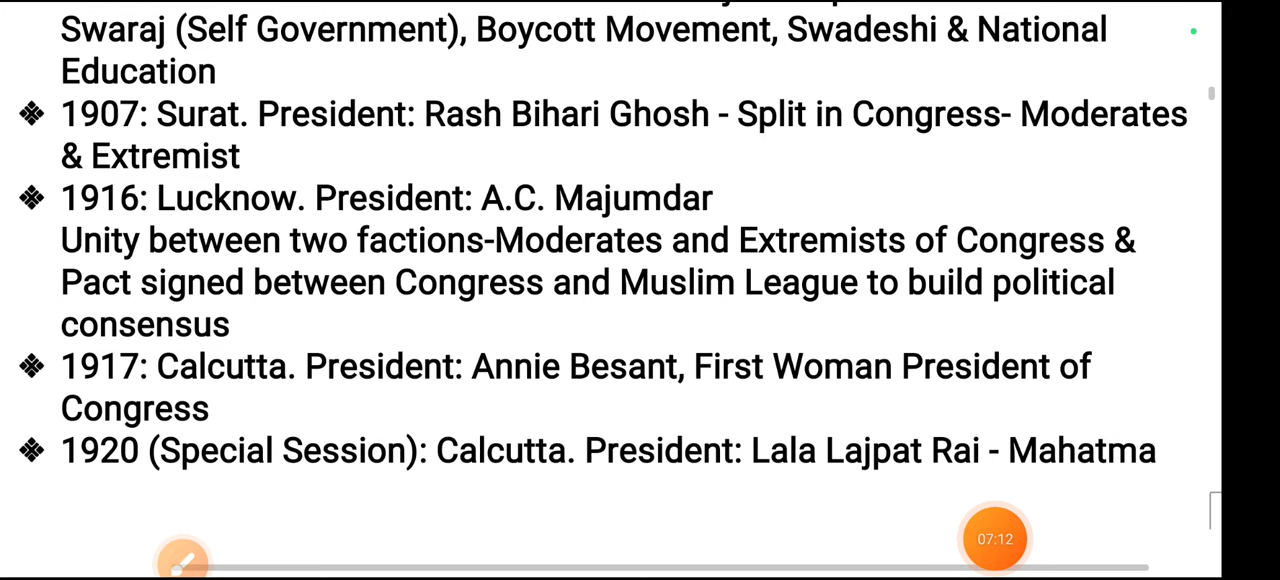 Swaraj (Self Government), Boycott Movement, Swadeshi & National
Education
❖ 1907: Surat. President: Rash Bihari Ghosh - Split in Congress- Moderates
& Extremist
❖ 1916: Lucknow. President: A.C. Majumdar
Unity between two factions-Moderates and Extremists of Congress &
Pact signed between Congress and Muslim League to build political
consensus
❖ 1917: Calcutta. President: Annie Besant, First Woman President of
Congress
❖ 1920 (Special Session): Calcutta. President: Lala Lajpat Rai - Mahatma
07:12